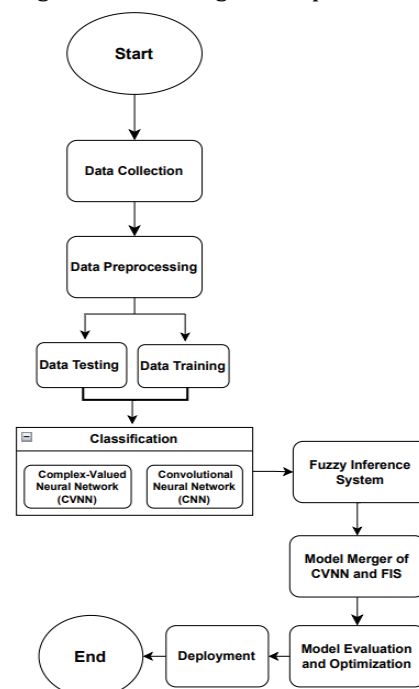 Start
Data Collection
Data Preprocessing
Data Testing
Data Training
Classification
Complex-Valued
Neural Network
(CVNN)
Convolutional
Neural Network
(CNN)
Fuzzy Inference
System
Model Merger of
CVNN and FIS
Model Evaluation
and Optimization
Deployment
End